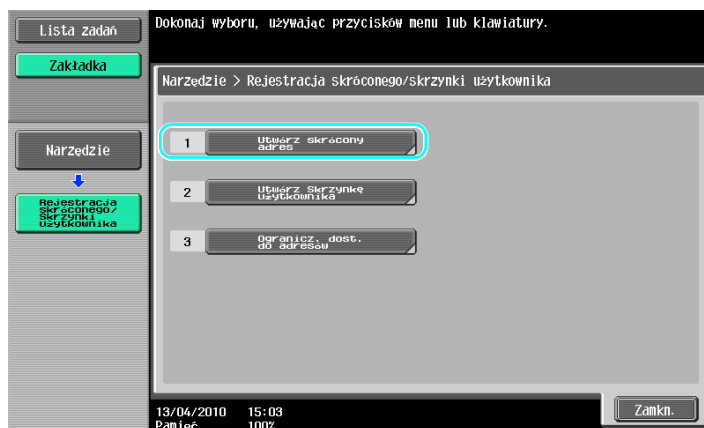 Lista zadań
Zakładka
Dokonaj wyboru, używając przycisków menu lub klawiatury.
Narzędzie > Rejestracja skróconego/skrzynki użytkownika
Narzędzie
Rejestracja
skróconego/
Skrzynki
użytkownika
1 Utwórz skrócony
adres
2 Utwórz Skrzynkę
użytkownika
3 Ogranicz. dost.
do adresów
13/04/2010 15:03
Pamięć 100%
Zamkn.